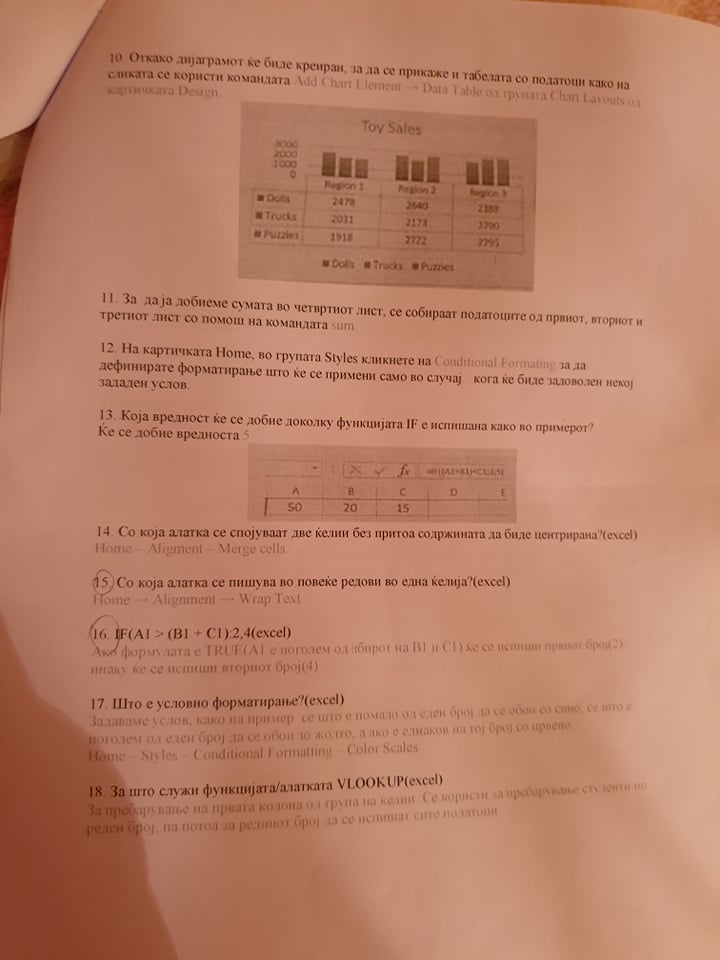 10. Откако дијаграмот ќе биде креиран, за да се прикаже и табелата со податоци како на
сликата се користи командата Add Chart Element → Data Table од групата Chart Layouts од
картичката Design.
Toy Sales
3000
2000
1000
0
Region 1 Region 2 Region 3
Dolls 2478 2640 2388
Trucks 2031 2173 2790
Puzzles 1918 2722 2795
Dolls Trucks Puzzles
11. За да ја добиеме сумата во четвртиот лист, се собираат податоците од првиот, вториот и
третиот лист со помош на командата sum.
12. На картичката Home, во групата Styles кликнете на Conditional Formating за да
дефинирате форматирање што ќе се примени само во случај кога ќе биде задоволен некој
зададен услов.
13. Која вредност ќе се добие доколку функцијата IF е испишана како во примерот?
Ќе се добие вредноста 5
fx =IF((A1+B1)<C1;3;5)
A B C D E
50 20 15
14. Со која алатка се спојуваат две ќелии без притоа содржината да биде центрирана?(excel)
Home – Aligment – Merge cells.
15. Со која алатка се пишува во повеќе редови во една ќелија?(excel)
Home → Alignment → Wrap Text
16. IF(A1 > (B1 + C1):2,4(excel)
Ако формулата е TRUE(A1 е поголем од збирот на B1 и C1) ќе се испиши првиот број(2),
инаку ќе се испиши вториот број(4)
17. Што е условно форматирање?(excel)
Задаваме услов, како на пример се што е помало од еден број да се обои со сино, се што е
поголем од еден број да се обои зо жолто, а ако е еднаков на тој број со црвено.
Home – Styles – Conditional Formatting – Color Scales
18. За што служи функцијата/алатката VLOOKUP(excel)
За пребарување на првата колона од група на келии. Се користи за пребарување студенти по
реден број, па потоа за редниот број да се испишат сите податоци.